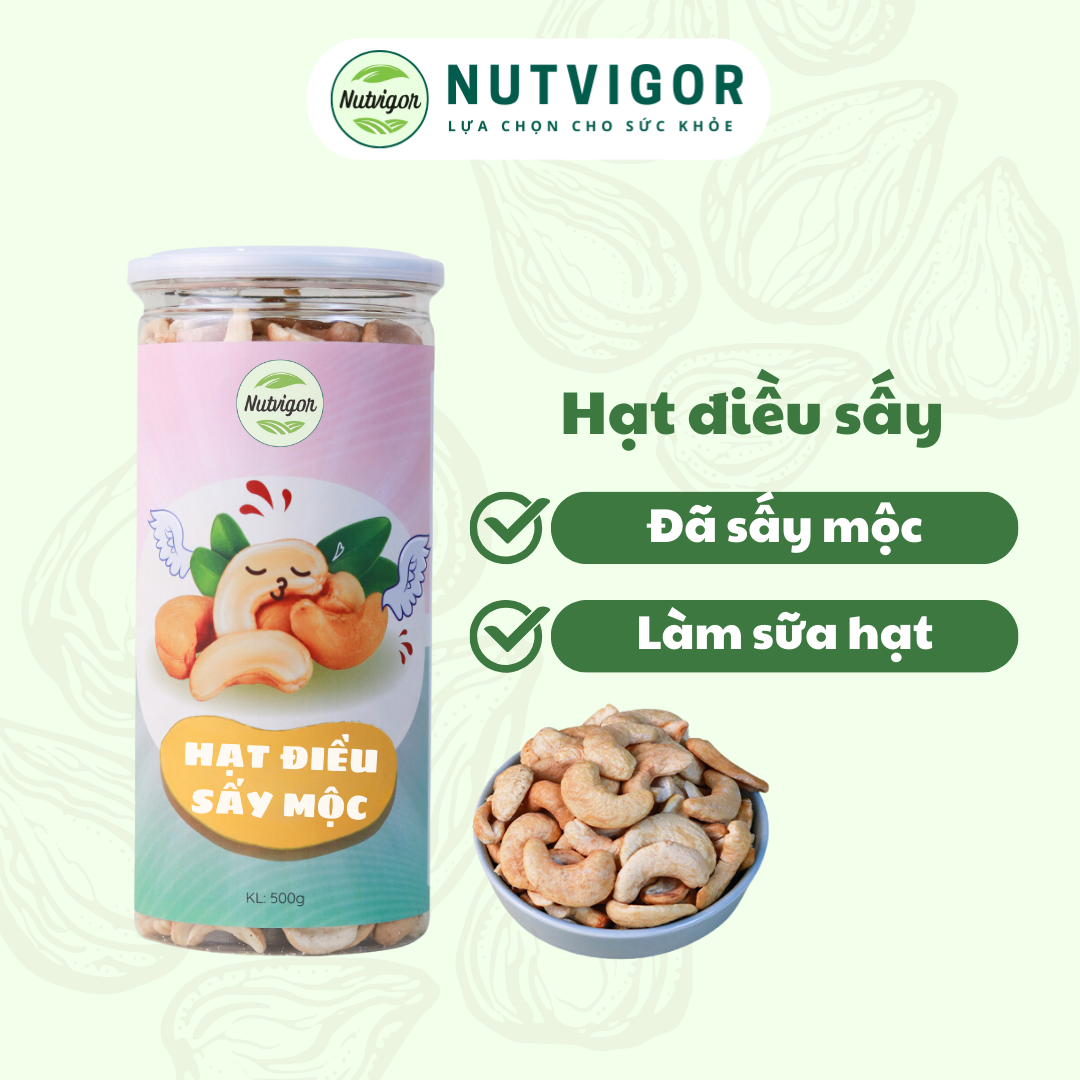 Nutvigor
NUTVIGOR
LỰA CHỌN CHO SỨC KHỎE
Nutvigor
HẠT ĐIỀU
SẤY MỘC
KL: 500g
Hạt điều sấy
Đã sấy mộc
Làm sữa hạt